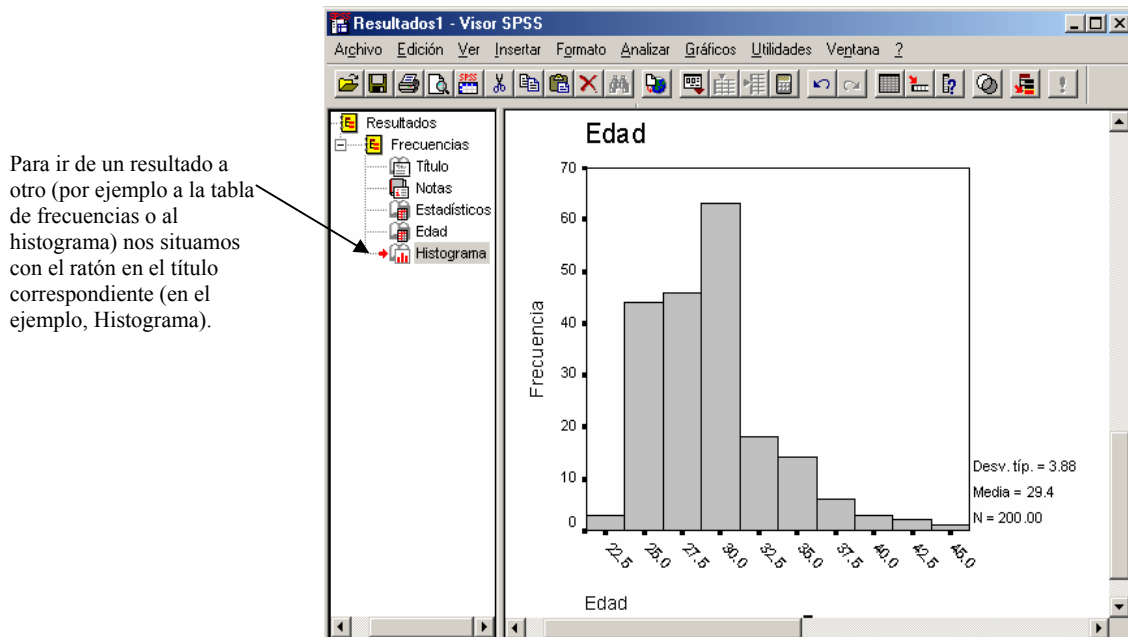 Resultados1 - Visor SPSS
Archivo Edición Ver Insertar Formato Analizar Gráficos Utilidades Ventana ?
Para ir de un resultado a
otro (por ejemplo a la tabla
de frecuencias o al
histograma) nos situamos
con el ratón en el título
correspondiente (en el
ejemplo, Histograma).
Resultados
Frecuencias
Título
Notas
Estadísticos
Edad
Histograma
Edad
Frecuencia
70
60
50
40
30
20
10
0
22.5 25.0 27.5 30.0 32.5 35.0 37.5 40.0 42.5 45.0
Edad
Desv. típ. = 3.88
Media = 29.4
N = 200.00